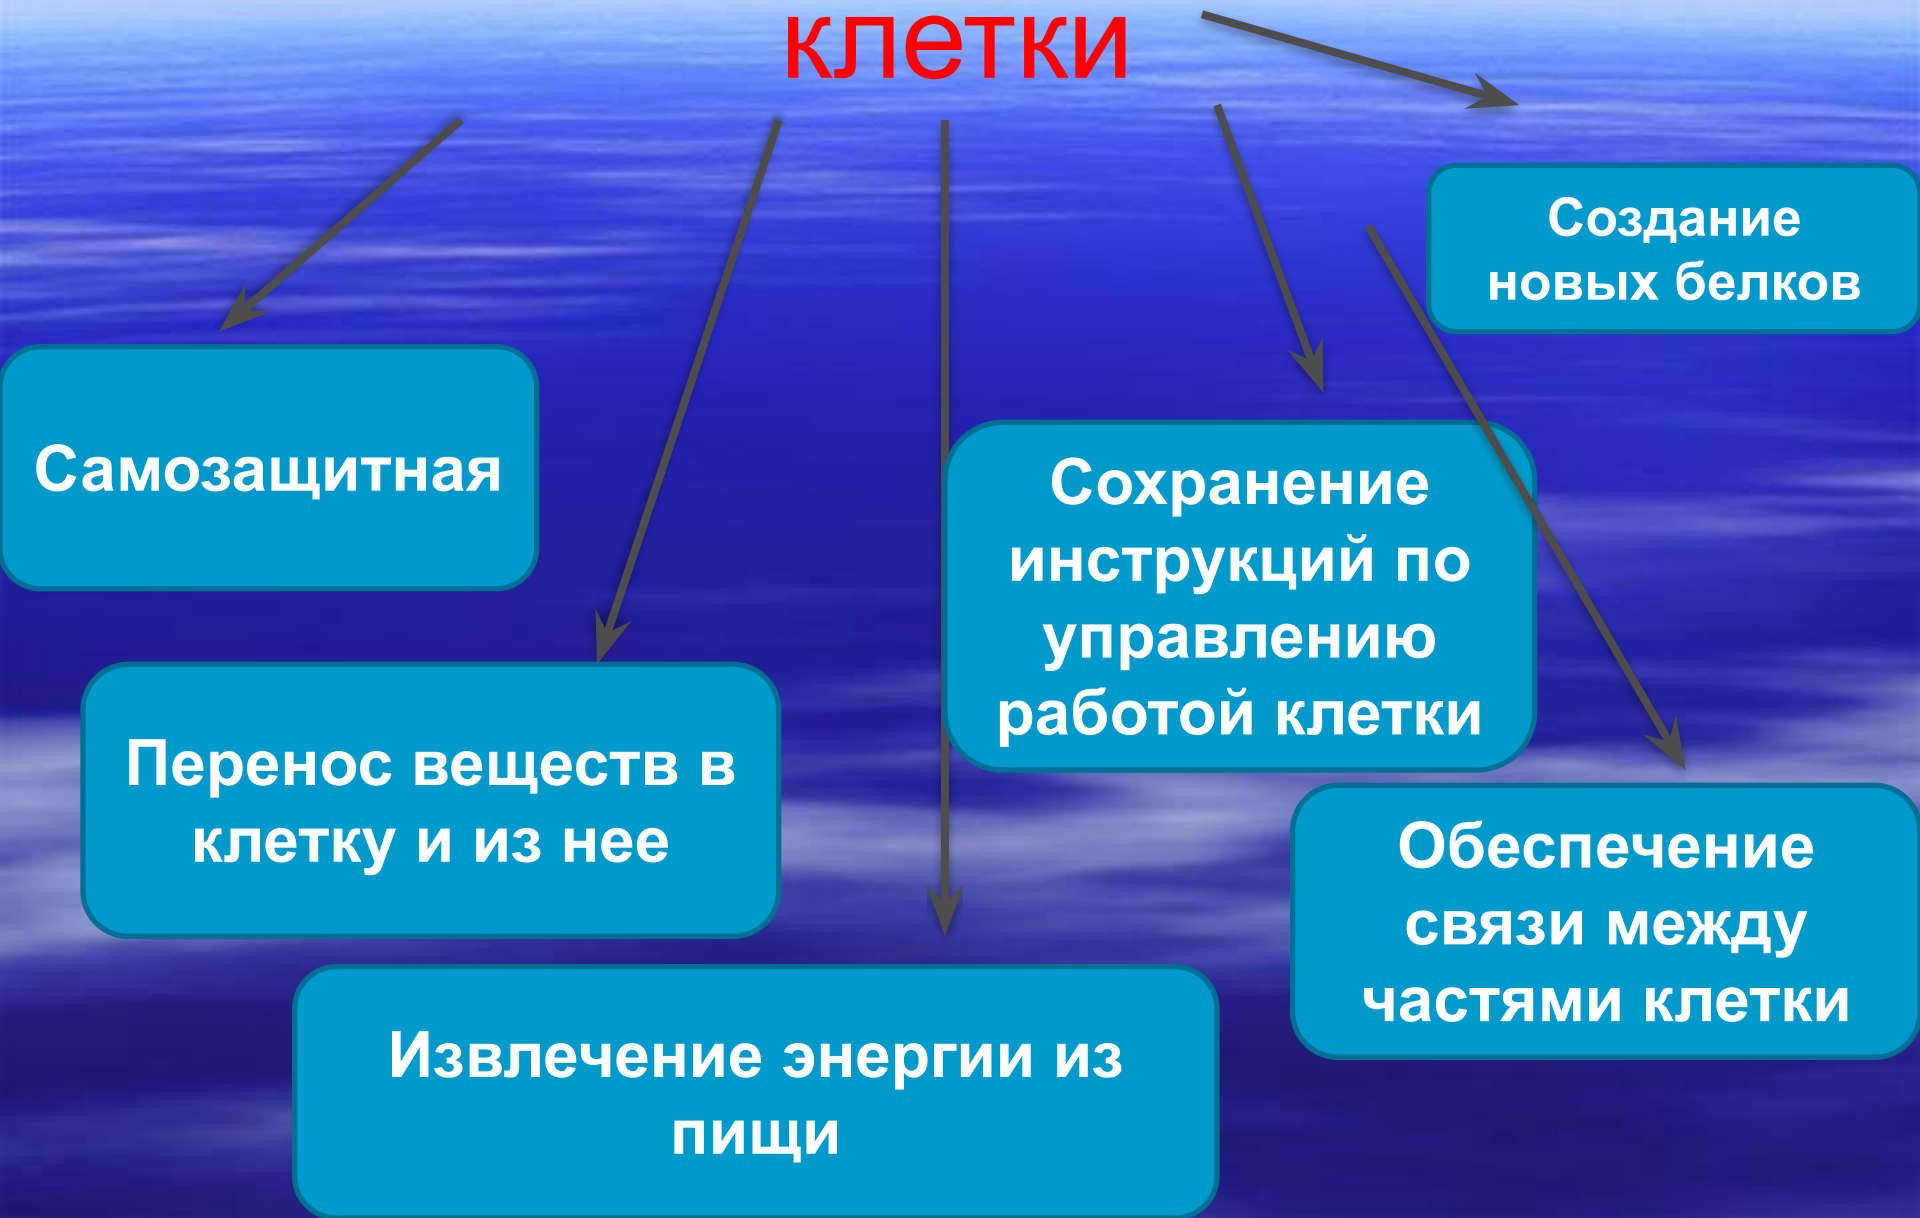 клетки
Создание
новых белков
Самозащитная
Сохранение
инструкций по
управлению
работой клетки
Перенос веществ в
клетку и из нее
Обеспечение
связи между
частями клетки
Извлечение энергии из
пищи